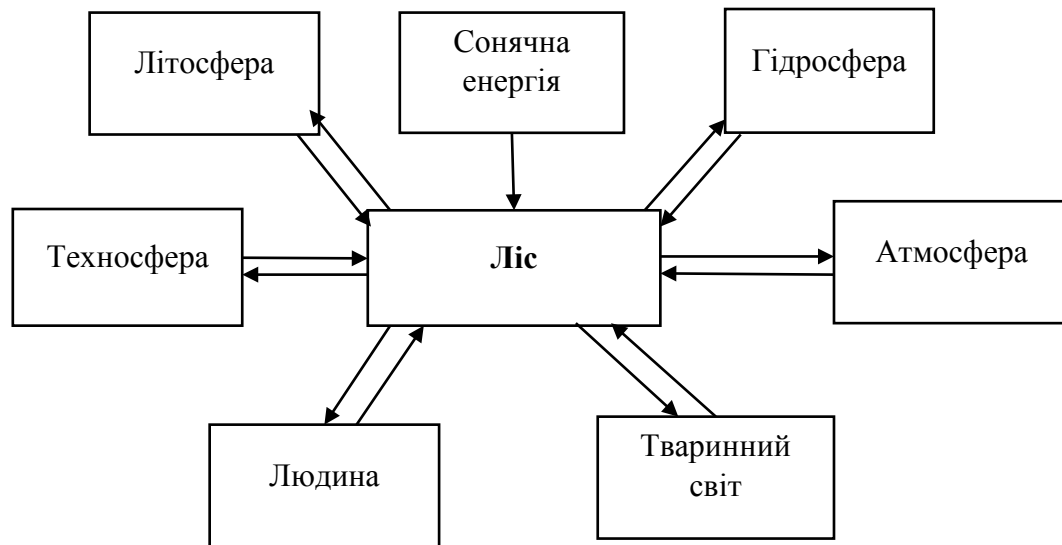 Літосфера
Сонячна
енергія
Гідросфера
Техносфера
Ліс
Атмосфера
Людина
Тваринний
світ